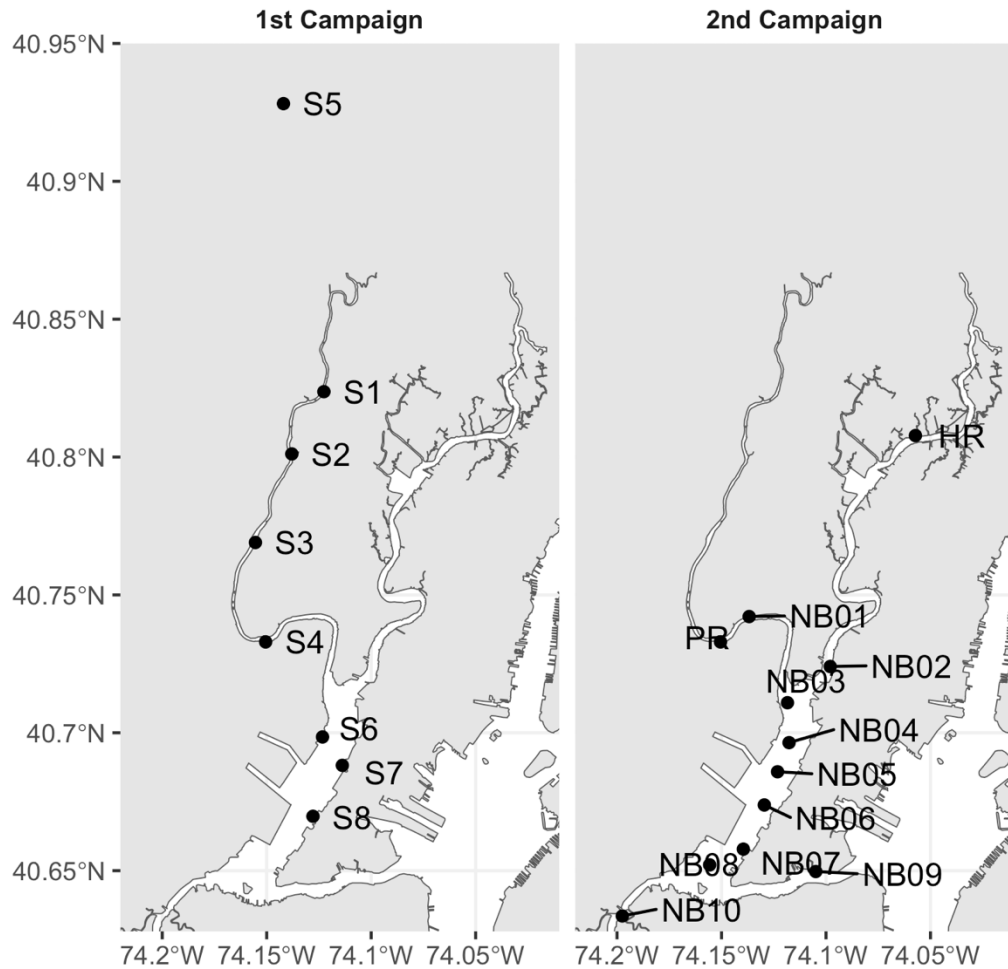 1st Campaign
2nd Campaign
40.95°N
40.9°N
40.85°N
40.8°N
40.75°N
40.7°N
40.65°N
S5
S1
S2
S3
S4
S6
S7
S8
HR
NB01
PR
NB02
NB03
NB04
NB05
NB06
NB08
NB07
NB09
NB10
74.2°W 74.15°W 74.1°W 74.05°W
74.2°W 74.15°W 74.1°W 74.05°W